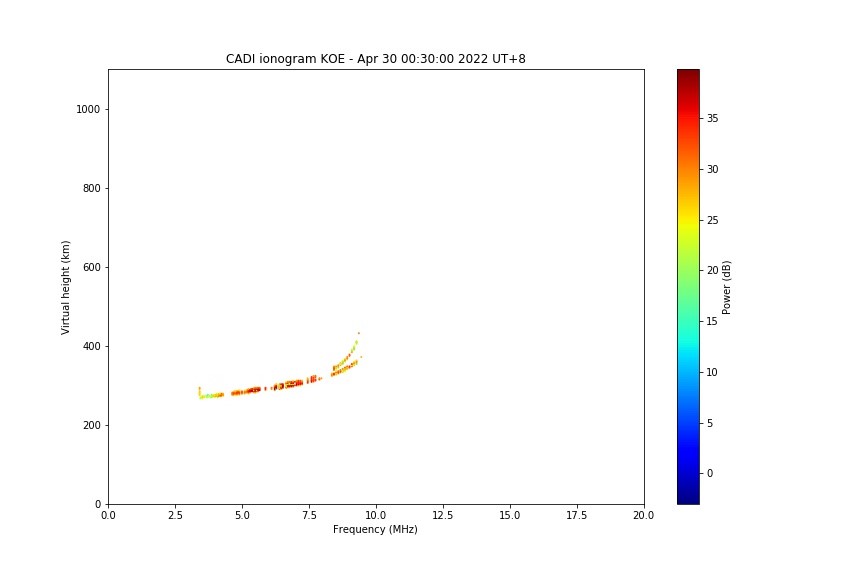 CADI ionogram KOE - Apr 30 00:30:00 2022 UT+8
1000
800
600
400
200
0
Virtual height (km)
0.0 2.5 5.0 7.5 10.0 12.5 15.0 17.5 20.0
Frequency (MHz)
35
30
25
20
15
10
5
0
Power (dB)